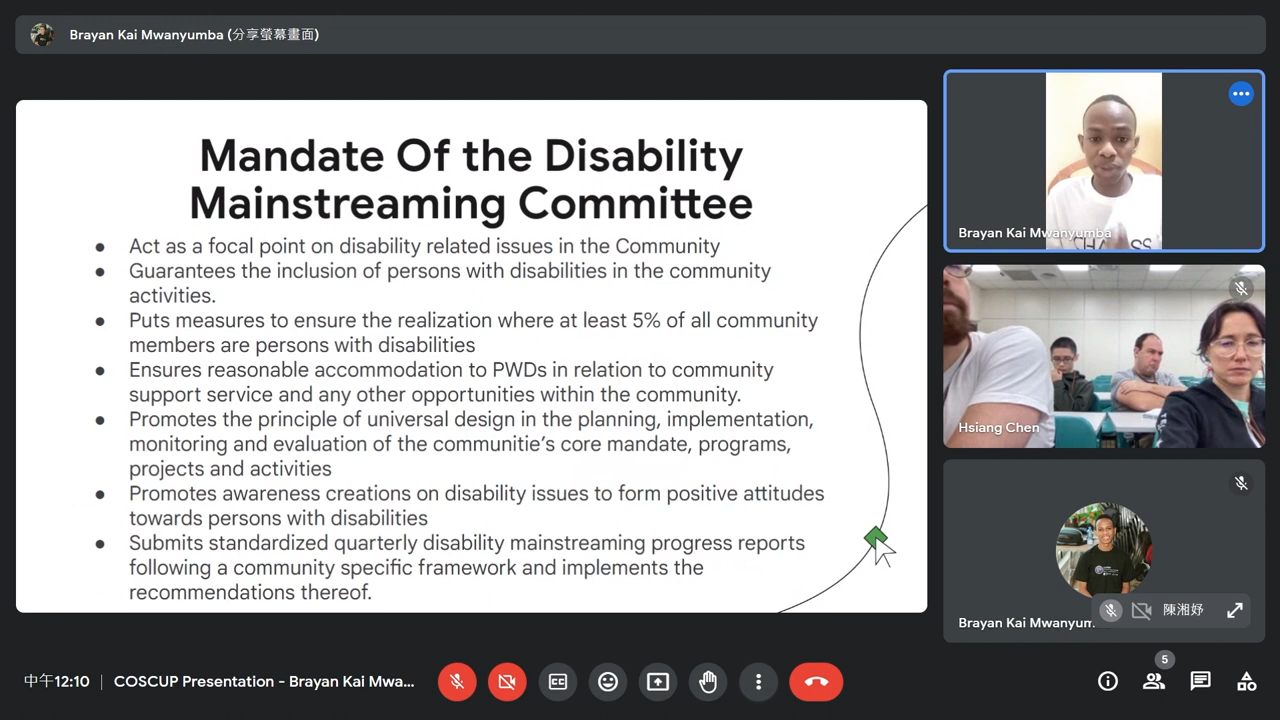 Brayan Kai Mwanyumba (分享螢幕畫面)
Mandate Of the Disability
Mainstreaming Committee
● Act as a focal point on disability related issues in the Community
● Guarantees the inclusion of persons with disabilities in the community
activities.
● Puts measures to ensure the realization where at least 5% of all community
members are persons with disabilities
● Ensures reasonable accommodation to PWDs in relation to community
support service and any other opportunities within the community.
● Promotes the principle of universal design in the planning, implementation,
monitoring and evaluation of the communitie’s core mandate, programs,
projects and activities
● Promotes awareness creations on disability issues to form positive attitudes
towards persons with disabilities
● Submits standardized quarterly disability mainstreaming progress reports
following a community specific framework and implements the
recommendations thereof.
Brayan Kai Mwanyumba
Hsiang Chen
Brayan Kai Mwanyum
陳湘妤
中午12:10 | COSCUP Presentation - Brayan Kai Mwa...
5